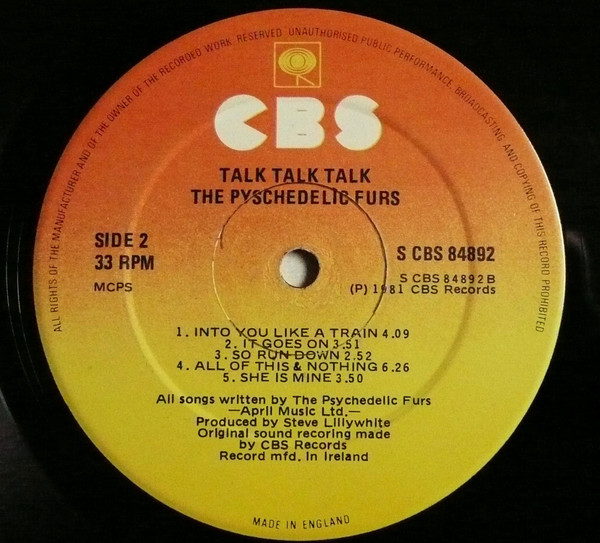 ALL RIGHTS OF THE MANUFACTURER AND OF THE OWNER OF THE RECORDED WORK RESERVED UNAUTHORISED PUBLIC PERFORMANCE BROADCASTING AND COPYING OF THIS RECORD PROHIBITED
CBS
TALK TALK TALK
THE PYSCHEDELIC FURS
SIDE 2
33 RPM
MCPS
S CBS 84892
S CBS 84892B
(P) 1981 CBS Records
1. INTO YOU LIKE A TRAIN 4.09
2. IT GOES ON 3.51
3. SO RUN DOWN 2.52
4. ALL OF THIS & NOTHING 6.26
5. SHE IS MINE 3.50
All songs written by The Psychedelic Furs
—April Music Ltd.—
Produced by Steve Lillywhite
Original sound recoring made
by CBS Records
Record mfd. in Ireland
MADE IN ENGLAND